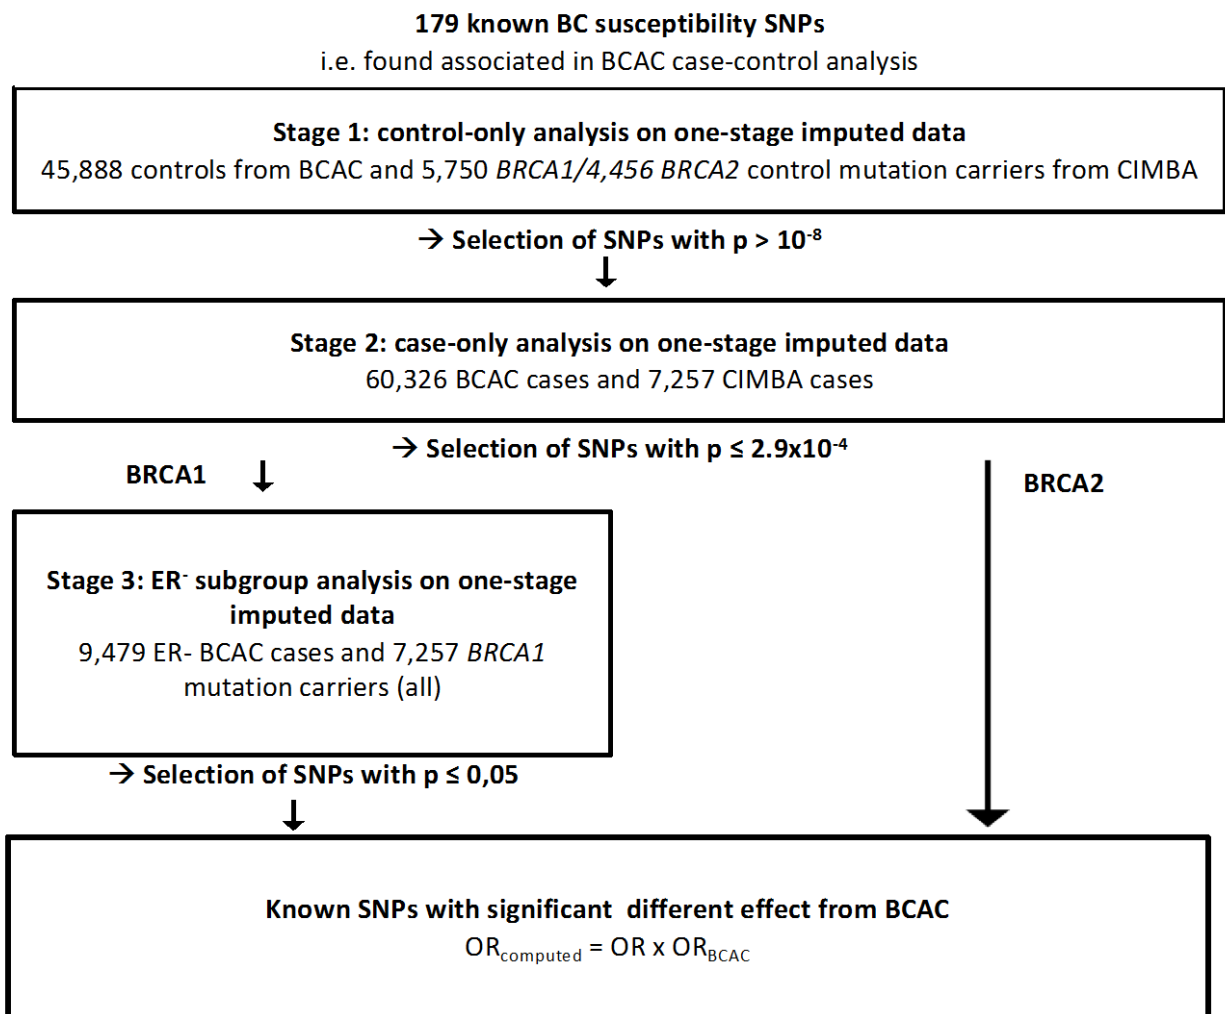 179 known BC susceptibility SNPs
i.e. found associated in BCAC case-control analysis
Stage 1: control-only analysis on one-stage imputed data
45,888 controls from BCAC and 5,750 BRCA1/4,456 BRCA2 control mutation carriers from CIMBA
→ Selection of SNPs with p > 10⁻⁸
Stage 2: case-only analysis on one-stage imputed data
60,326 BCAC cases and 7,257 CIMBA cases
→ Selection of SNPs with p ≤ 2.9x10⁻⁴
BRCA1
BRCA2
Stage 3: ER⁻ subgroup analysis on one-stage
imputed data
9,479 ER- BCAC cases and 7,257 BRCA1
mutation carriers (all)
→ Selection of SNPs with p ≤ 0,05
Known SNPs with significant different effect from BCAC
OR computed = OR x OR BCAC